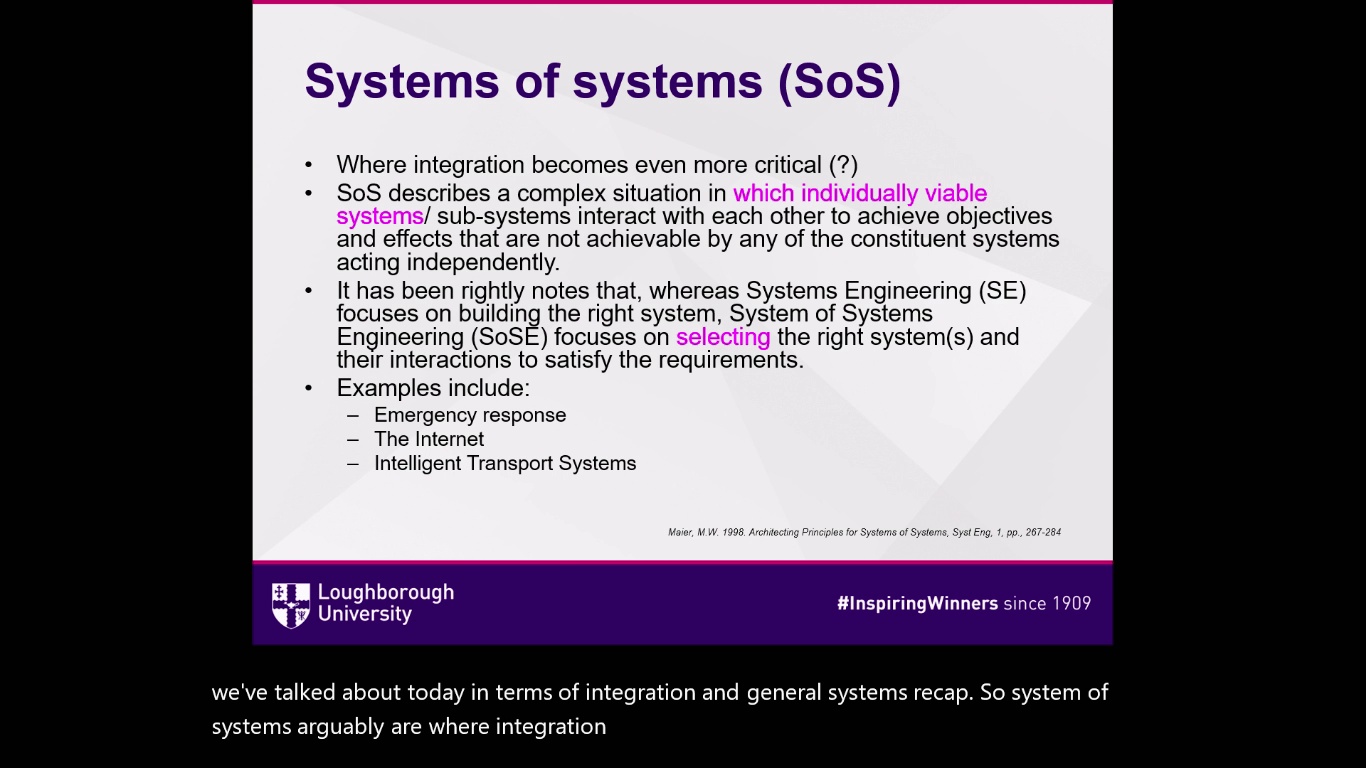 Systems of systems (SoS)
• Where integration becomes even more critical (?)
• SoS describes a complex situation in which individually viable
systems/ sub-systems interact with each other to achieve objectives
and effects that are not achievable by any of the constituent systems
acting independently.
• It has been rightly notes that, whereas Systems Engineering (SE)
focuses on building the right system, System of Systems
Engineering (SoSE) focuses on selecting the right system(s) and
their interactions to satisfy the requirements.
• Examples include:
– Emergency response
– The Internet
– Intelligent Transport Systems
Maier, M.W. 1998. Architecting Principles for Systems of Systems, Syst Eng, 1, pp., 267-284
Loughborough
University
#InspiringWinners since 1909
we've talked about today in terms of integration and general systems recap. So system of
systems arguably are where integration